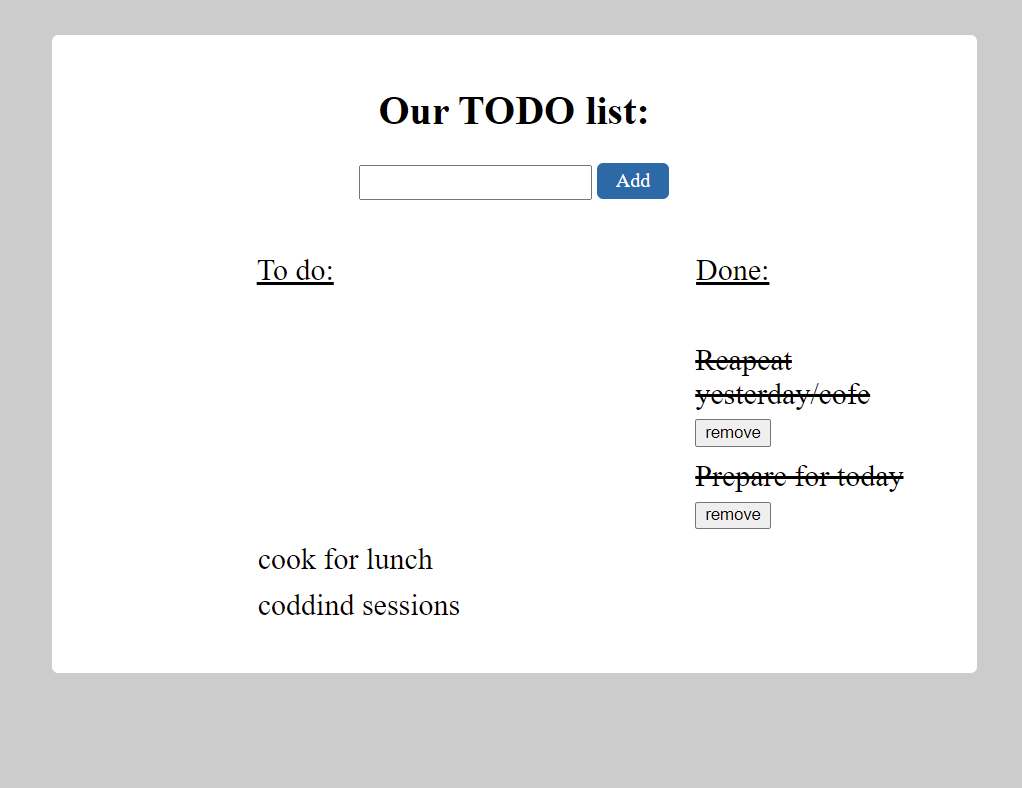 Our TODO list:
Add
To do:
Done:
Reapeat
yesterday/cofe
remove
Prepare for today
remove
cook for lunch
coddind sessions